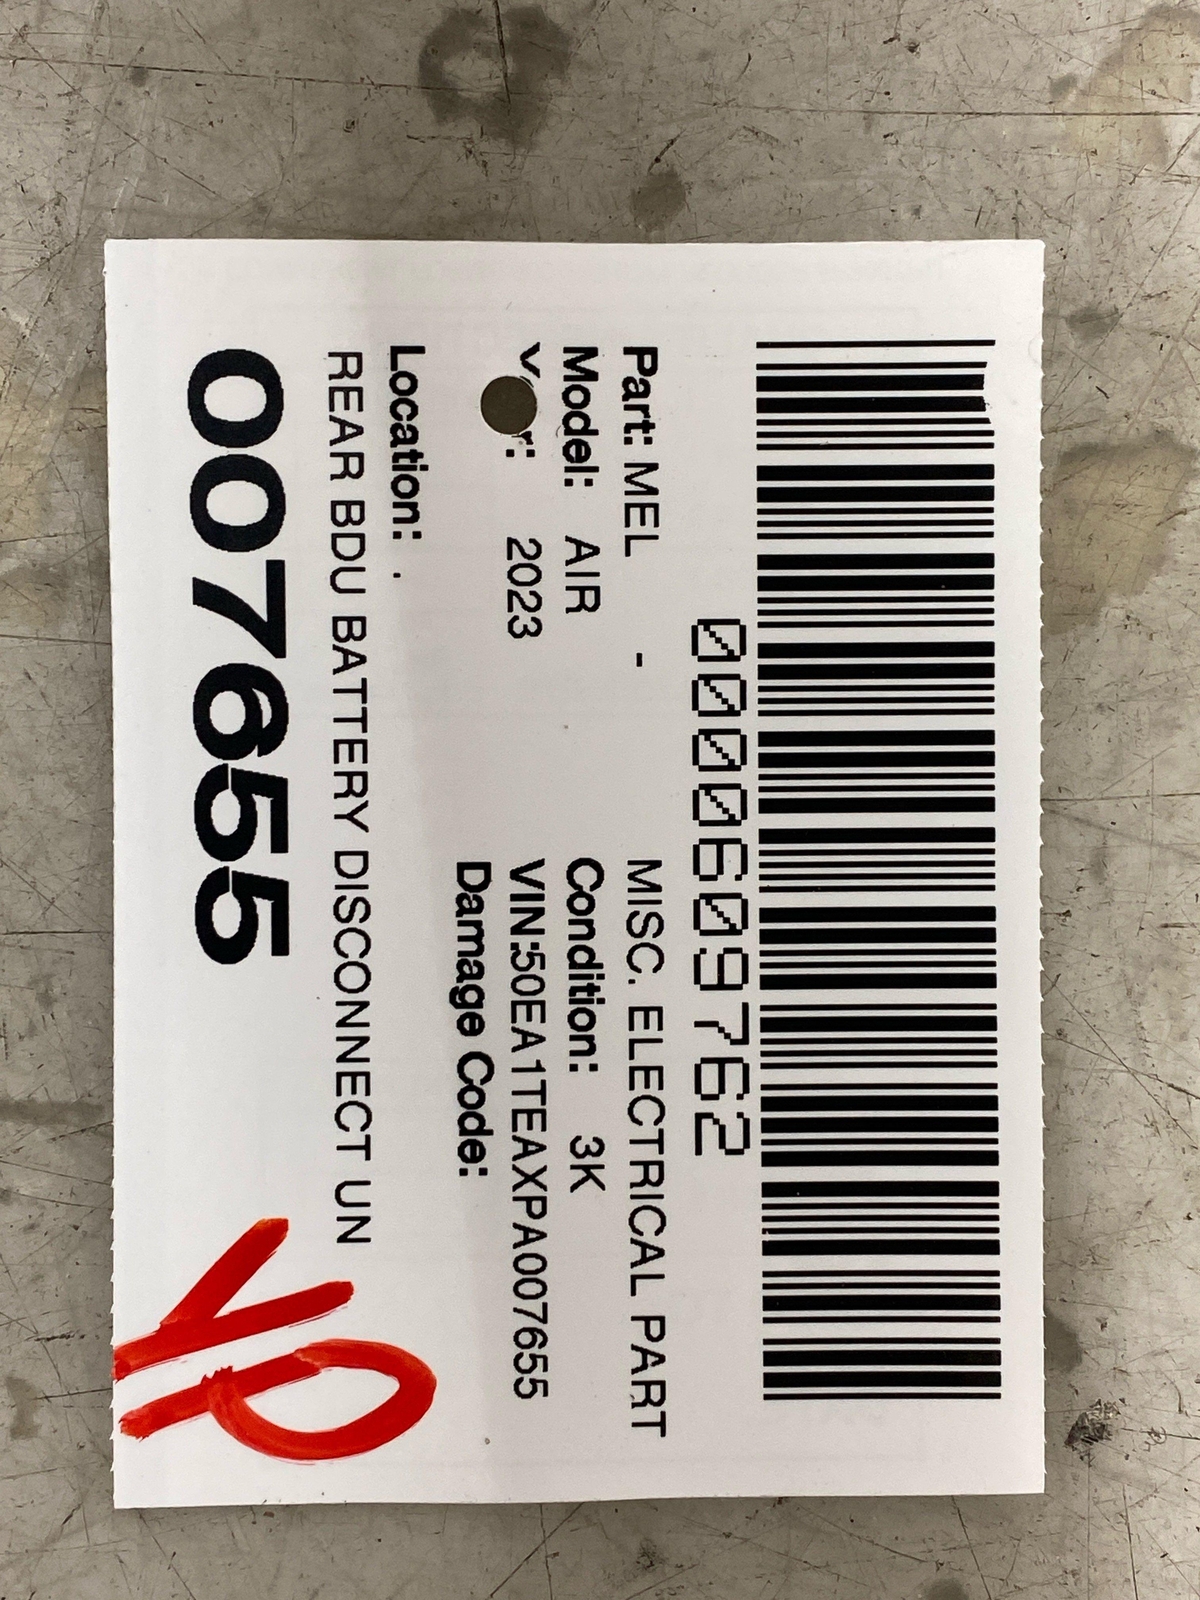 0000609762
Part: MEL - MISC. ELECTRICAL PART
Model: AIR Condition: 3K
2023 VIN:50EA1TEAXPA007655
Damage Code:
Location: .
REAR BDU BATTERY DISCONNECT UN
007655 YP